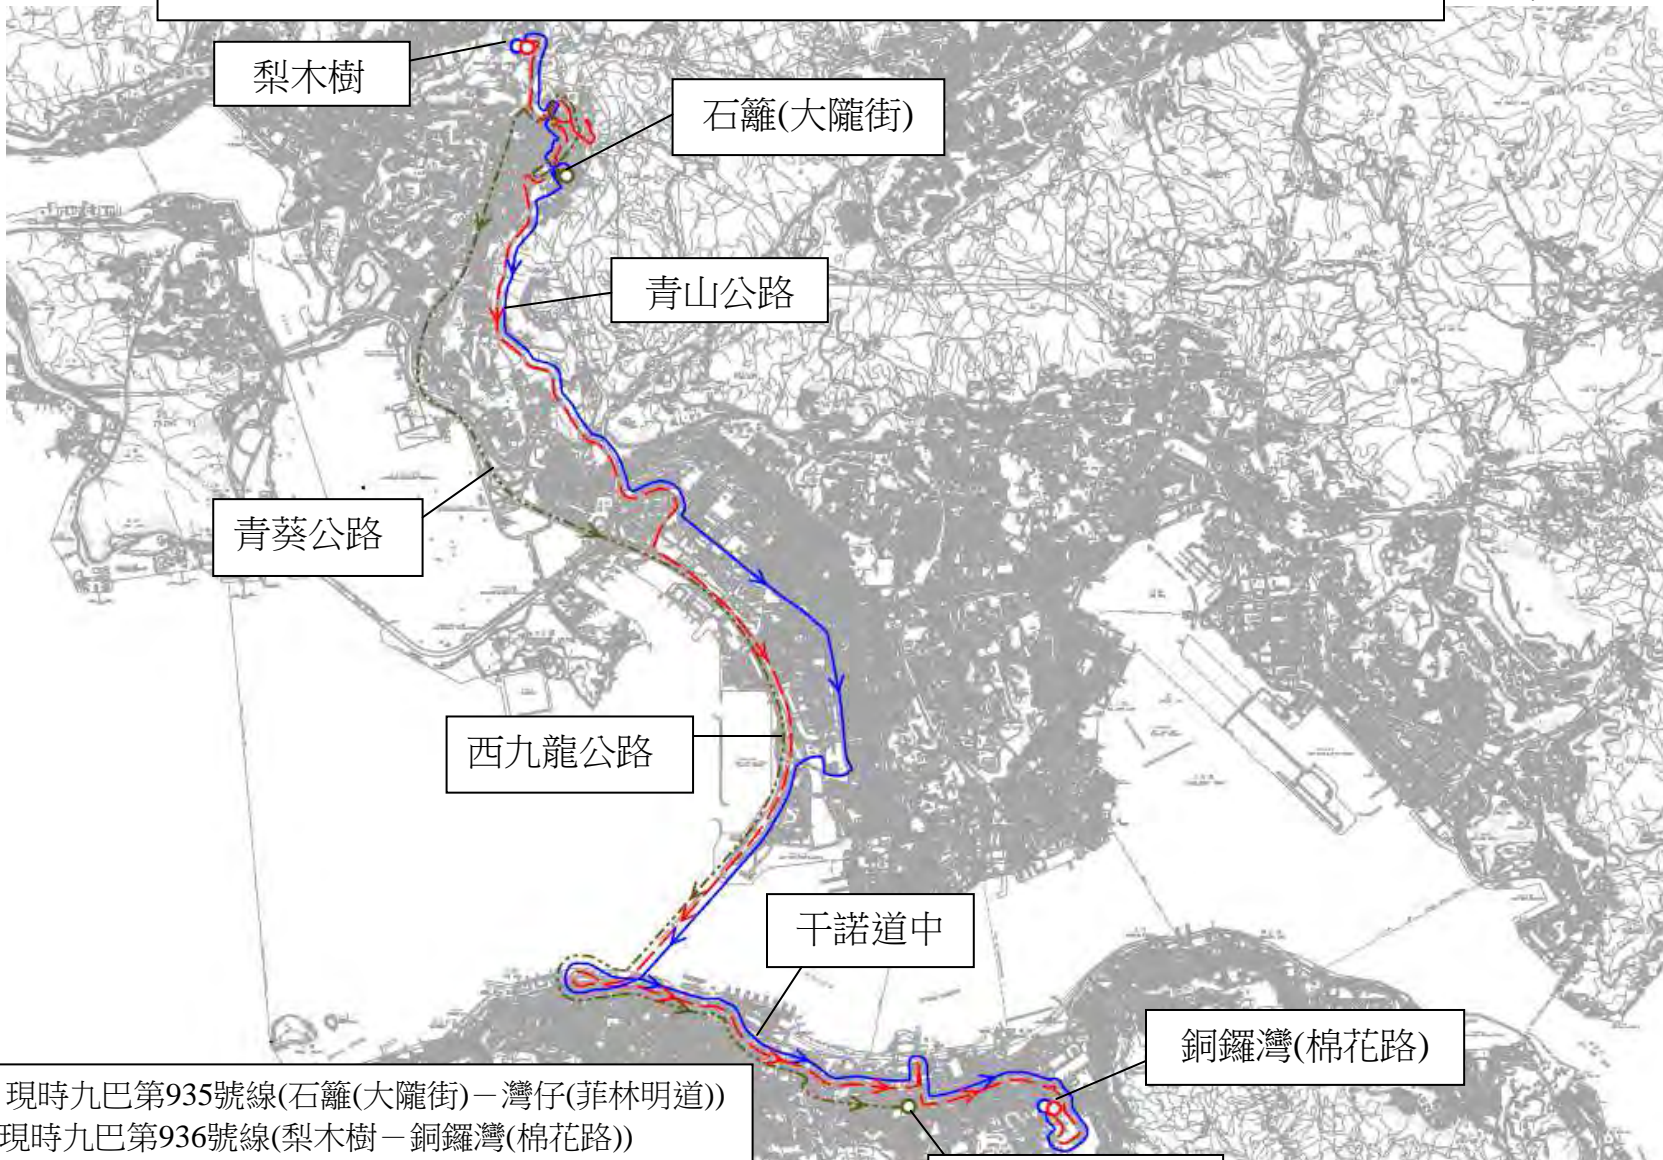 梨木樹
石籬(大隴街)
青山公路
青葵公路
西九龍公路
干諾道中
銅鑼灣(棉花路)
現時九巴第935號線(石籬(大隴街)－灣仔(菲林明道))
現時九巴第936號線(梨木樹－銅鑼灣(棉花路))